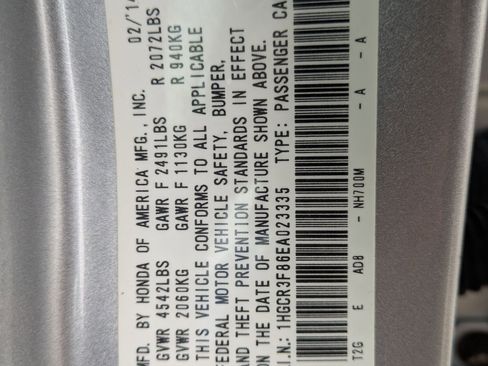 MFD. BY HONDA OF AMERICA MFG., INC. 02/'14
GVWR 4542LBS GAWR F 2491LBS R 2072LBS
GVWR 2060KG GAWR F 1130KG R 940KG
THIS VEHICLE CONFORMS TO ALL APPLICABLE
FEDERAL MOTOR VEHICLE SAFETY, BUMPER,
AND THEFT PREVENTION STANDARDS IN EFFECT
ON THE DATE OF MANUFACTURE SHOWN ABOVE.
V.I.N.: 1HGCR3F86EA023335 TYPE: PASSENGER CA
T2G E AD8 - NH700M - A - A